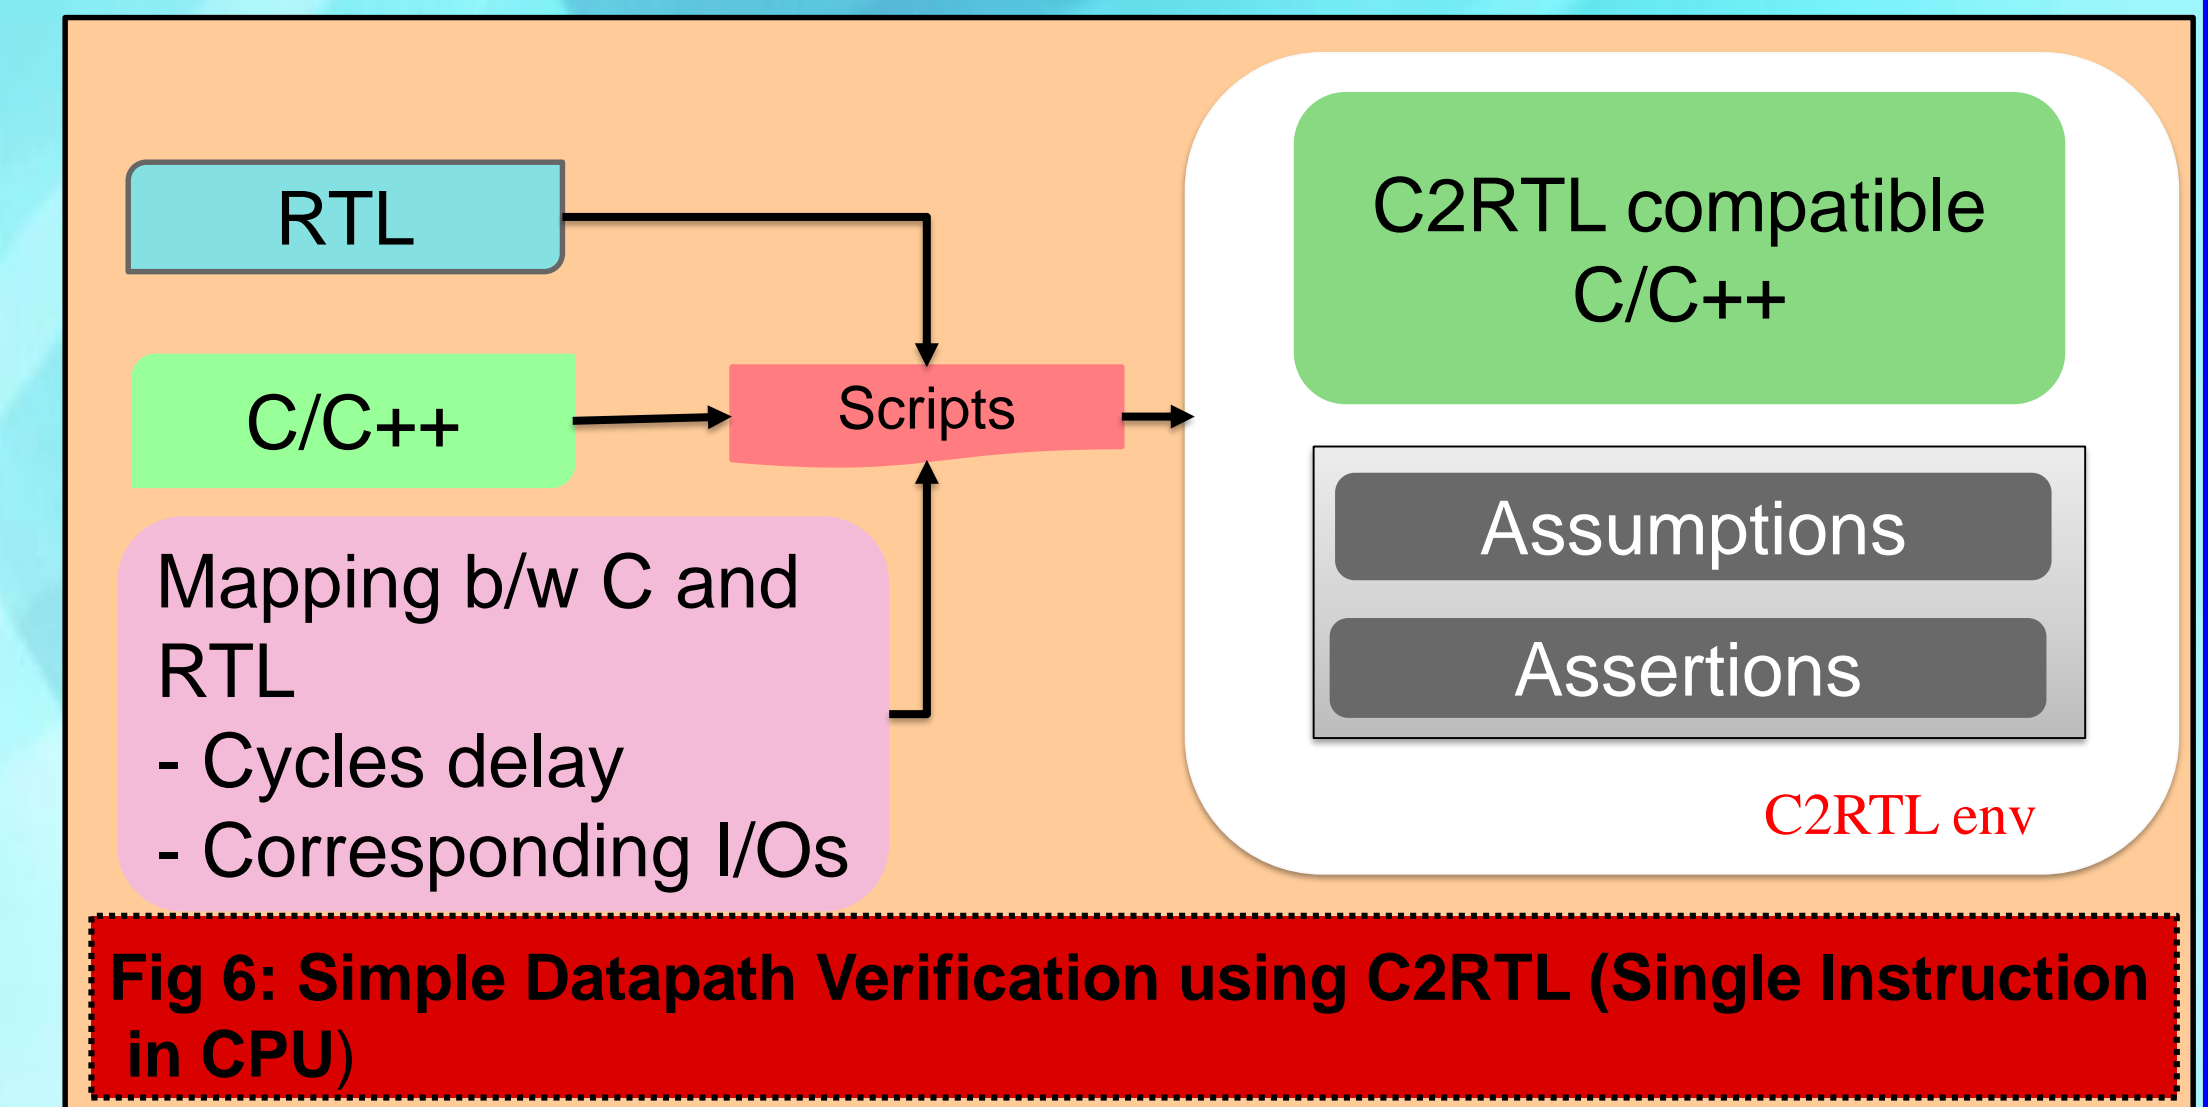 RTL
C/C++
Mapping b/w C and
RTL
- Cycles delay
- Corresponding I/Os
Scripts
C2RTL compatible
C/C++
Assumptions
Assertions
C2RTL env
Fig 6: Simple Datapath Verification using C2RTL (Single Instruction
in CPU)